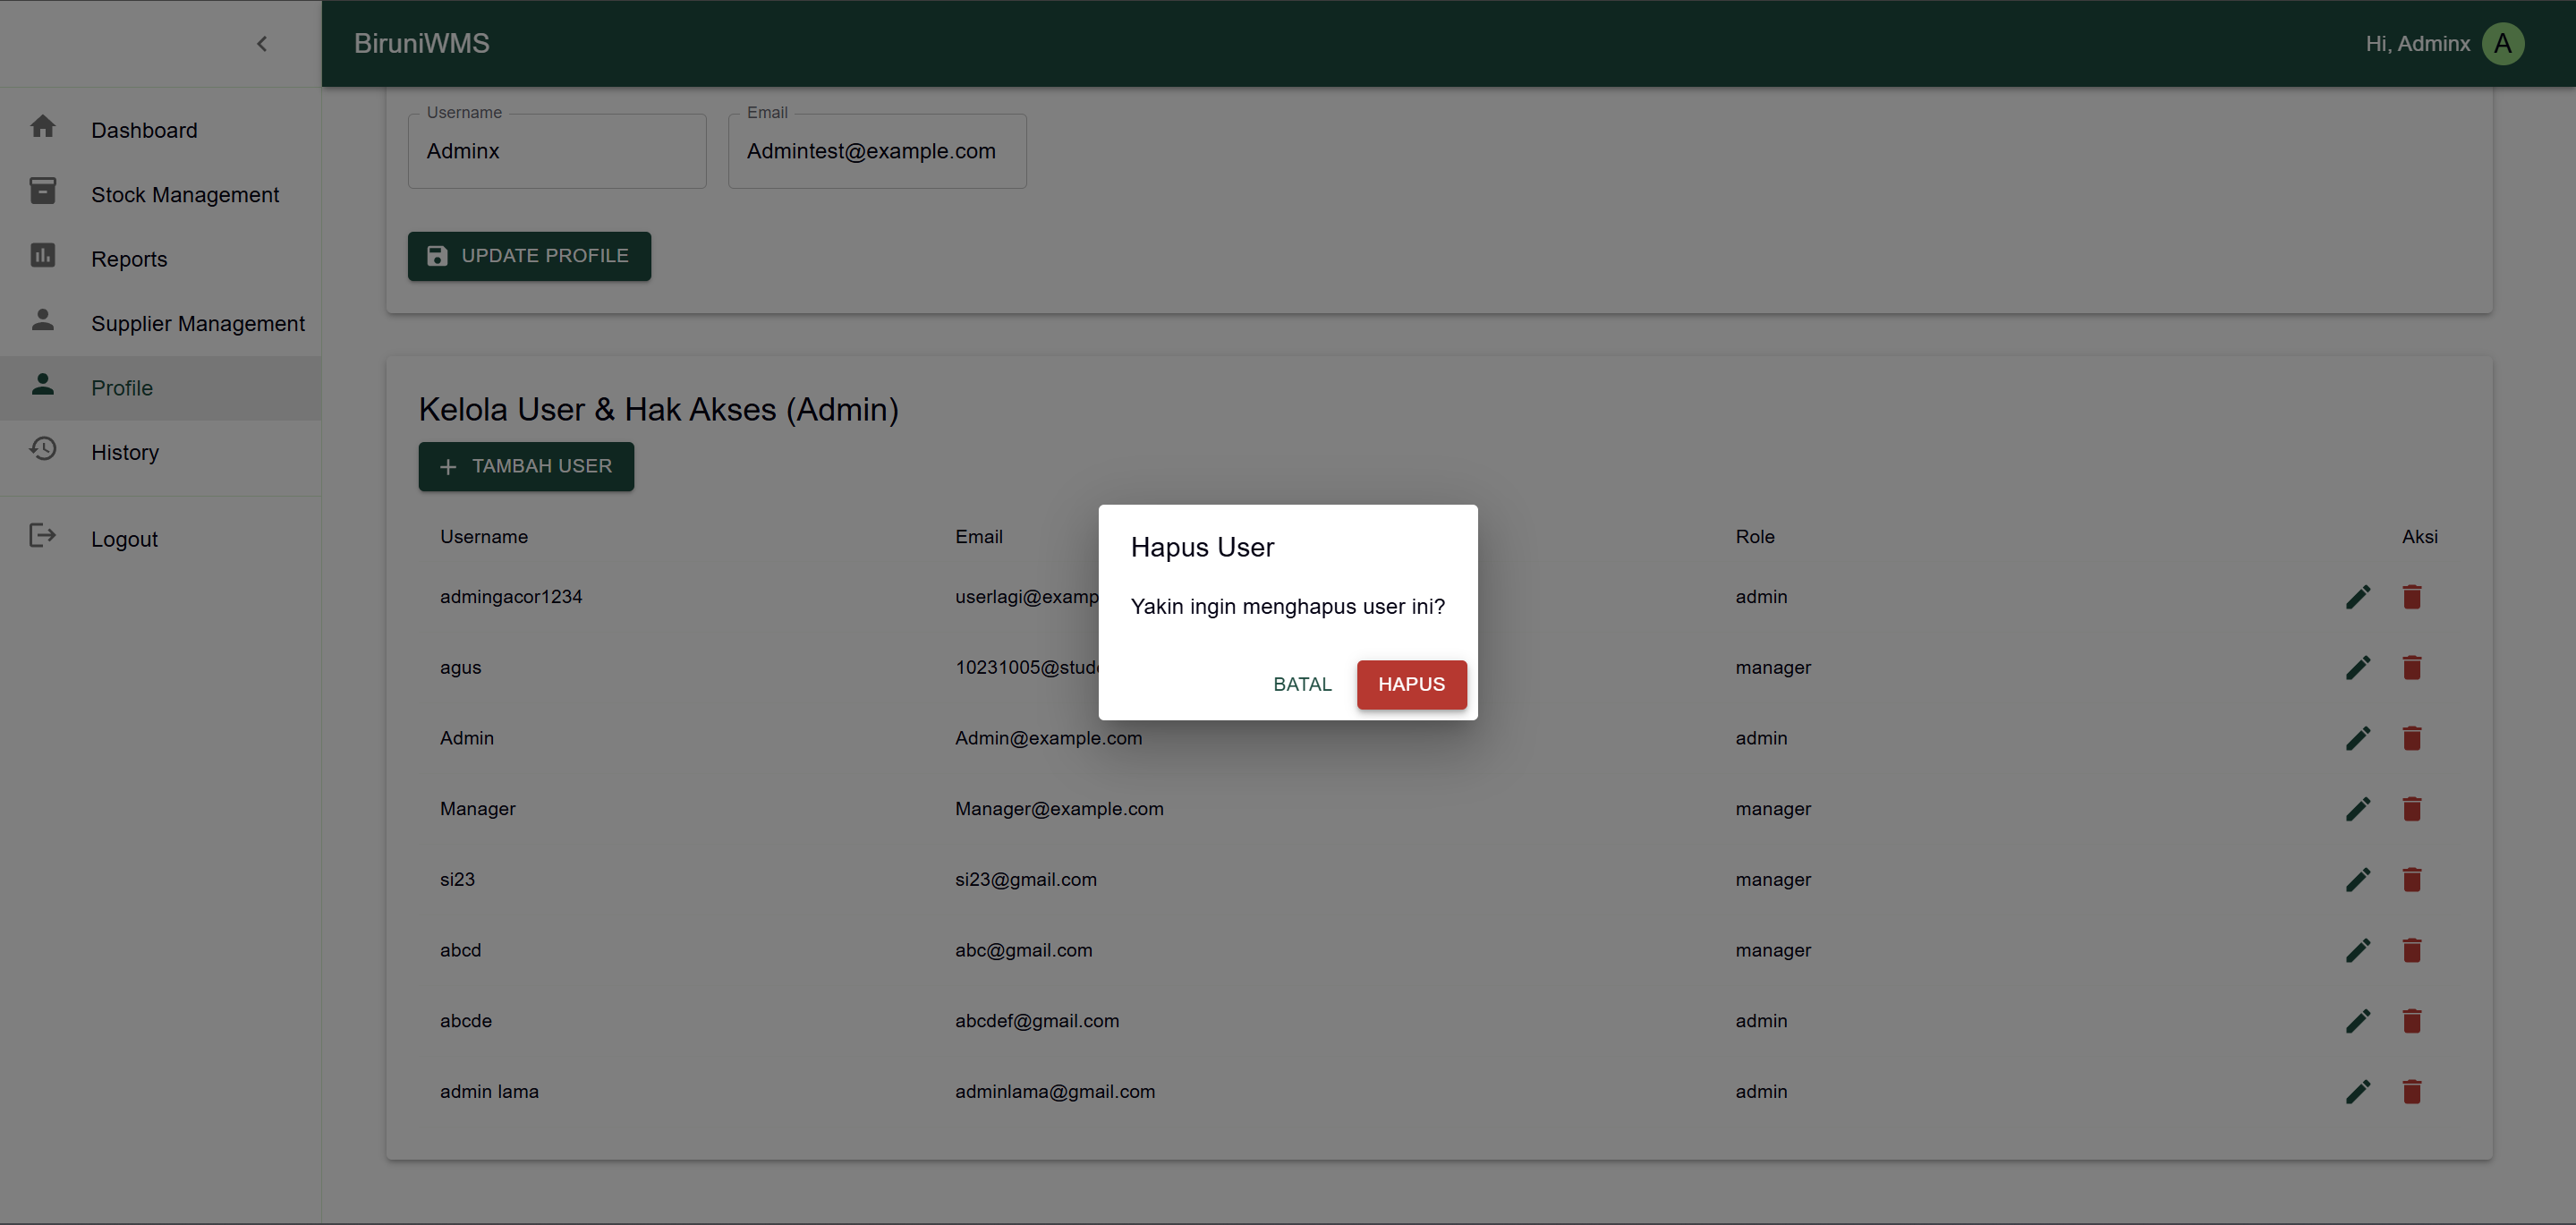 BiruniWMS
Hi, Adminx
A
Dashboard
Stock Management
Reports
Supplier Management
Profile
History
Logout
Username
Adminx
Email
Admintest@example.com
UPDATE PROFILE
Kelola User & Hak Akses (Admin)
TAMBAH USER
Username Email Role Aksi
admingacor1234 userlagi@examp admin
agus 10231005@stud manager
Admin Admin@example.com admin
Manager Manager@example.com manager
si23 si23@gmail.com manager
abcd abc@gmail.com manager
abcde abcdef@gmail.com admin
admin lama adminlama@gmail.com admin
Hapus User
Yakin ingin menghapus user ini?
BATAL HAPUS